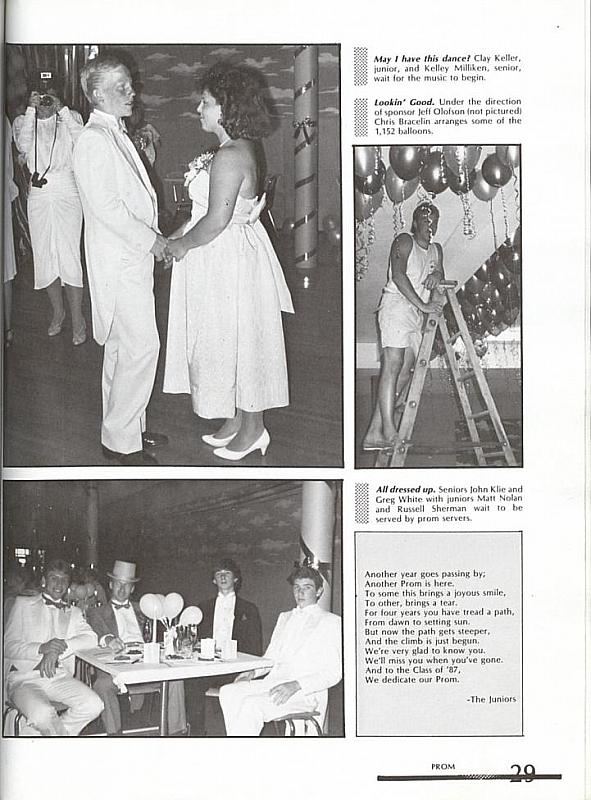 May I have this dance? Clay Keller,
junior, and Kelley Milliken, senior,
wait for the music to begin.
Lookin' Good. Under the direction
of sponsor Jeff Olofson (not pictured)
Chris Bracelin arranges some of the
1,152 balloons.
All dressed up. Seniors John Klie and
Greg White with juniors Matt Nolan
and Russell Sherman wait to be
served by prom servers.
Another year goes passing by;
Another Prom is here.
To some this brings a joyous smile,
To other, brings a tear.
For four years you have tread a path,
From dawn to setting sun.
But now the path gets steeper,
And the climb is just begun.
We're very glad to know you.
We'll miss you when you've gone.
And to the Class of '87,
We dedicate our Prom.
-The Juniors
PROM 29